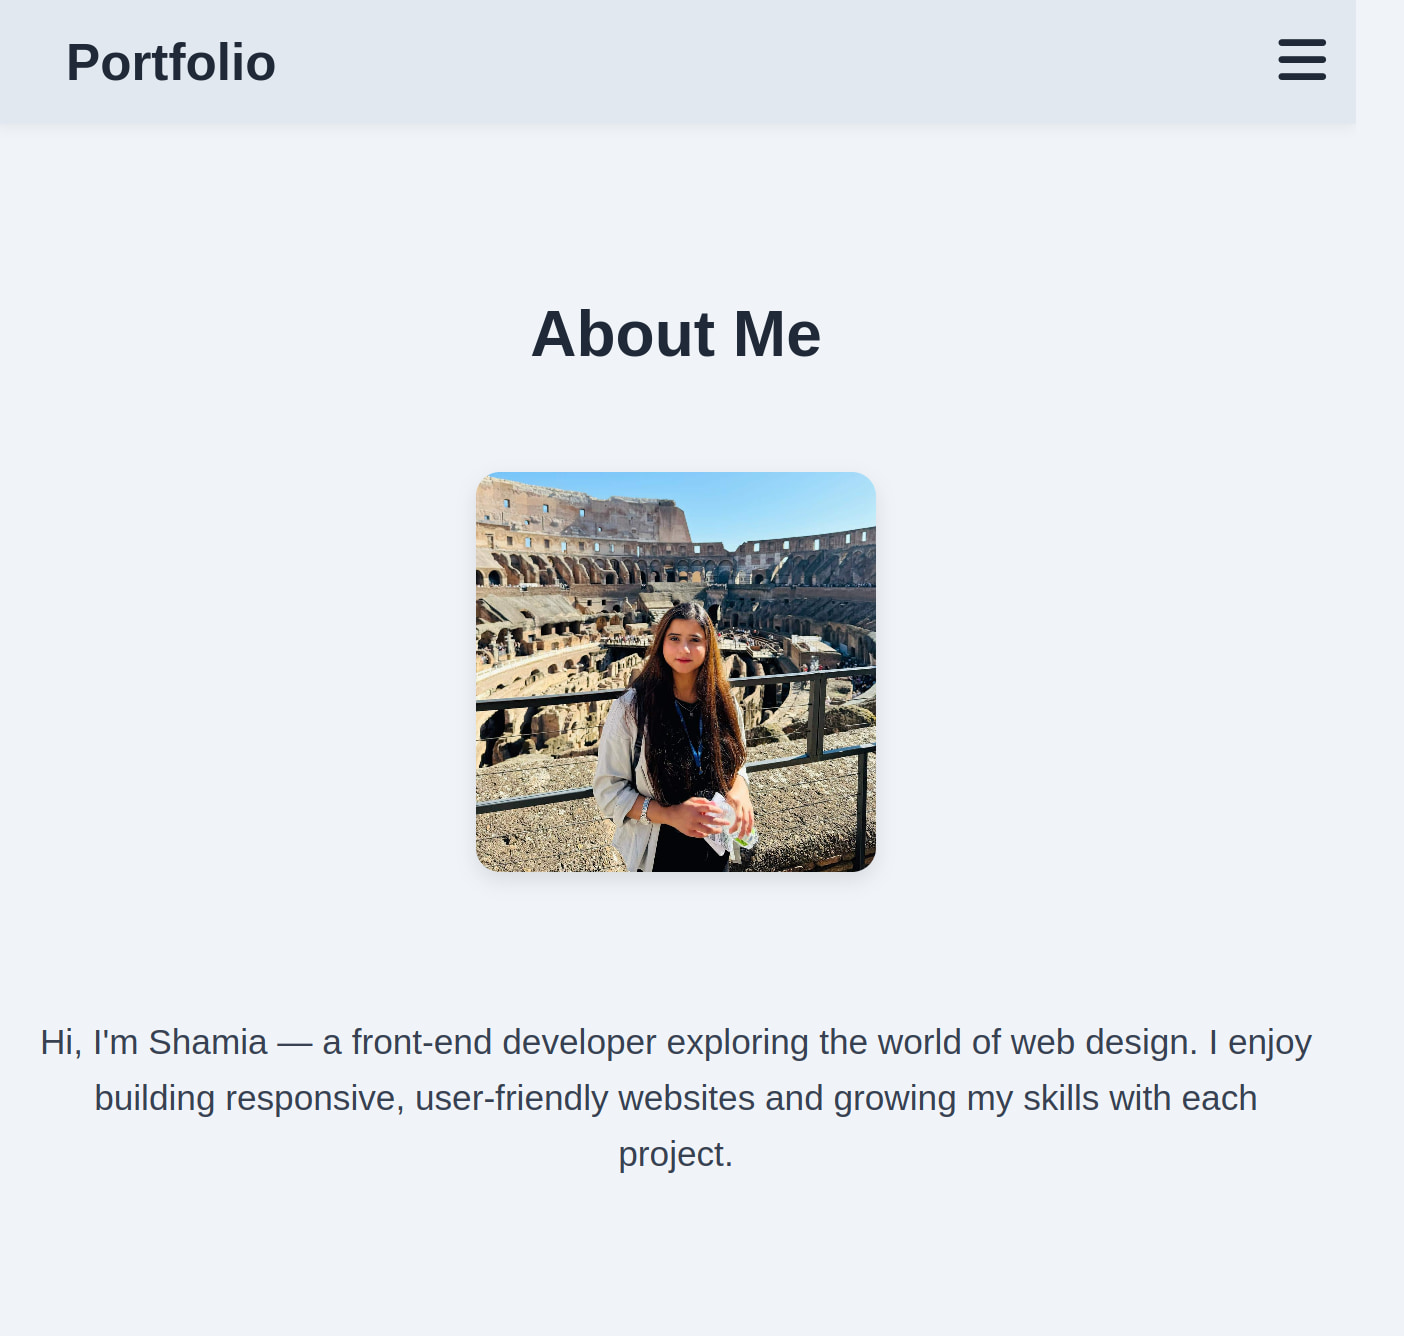 Portfolio
About Me
Hi, I'm Shamia — a front-end developer exploring the world of web design. I enjoy
building responsive, user-friendly websites and growing my skills with each
project.